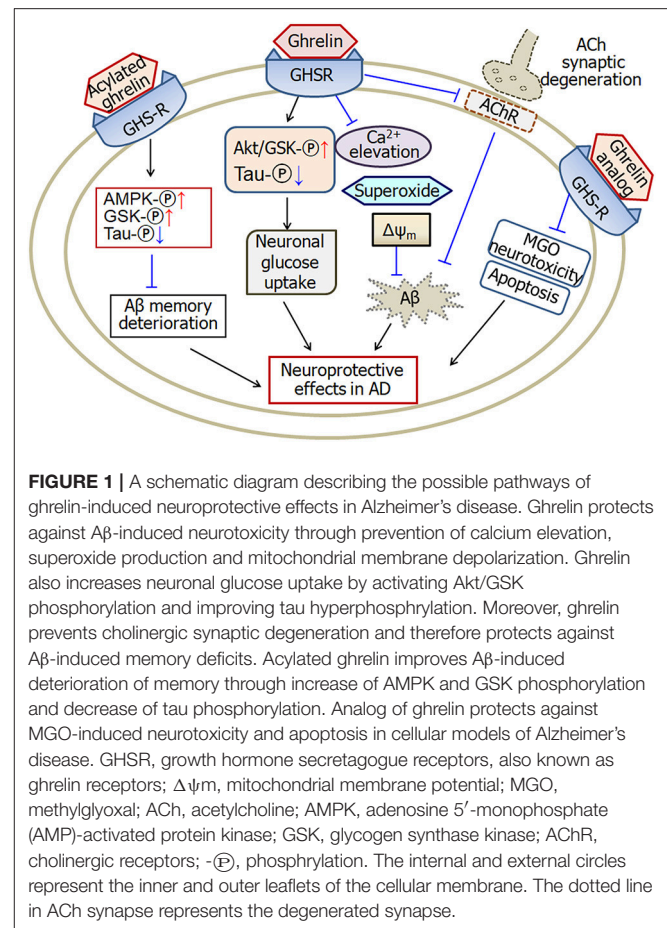 Ghrelin
GHSR
ACh
synaptic
degeneration
Acylated
ghrelin
GHS-R
AChR
Ghrelin
analog
GHS-R
Akt/GSK-Ⓟ↑
Tau-Ⓟ↓
Ca²⁺
elevation
Superoxide
ΔΨₘ
AMPK-Ⓟ↑
GSK-Ⓟ↑
Tau-Ⓟ↓
Neuronal
glucose
uptake
Aβ
MGO
neurotoxicity
Apoptosis
Aβ memory
deterioration
Neuroprotective
effects in AD
FIGURE 1 | A schematic diagram describing the possible pathways of
ghrelin-induced neuroprotective effects in Alzheimer's disease. Ghrelin protects
against Aβ-induced neurotoxicity through prevention of calcium elevation,
superoxide production and mitochondrial membrane depolarization. Ghrelin
also increases neuronal glucose uptake by activating Akt/GSK
phosphorylation and improving tau hyperphosphrylation. Moreover, ghrelin
prevents cholinergic synaptic degeneration and therefore protects against
Aβ-induced memory deficits. Acylated ghrelin improves Aβ-induced
deterioration of memory through increase of AMPK and GSK phosphorylation
and decrease of tau phosphorylation. Analog of ghrelin protects against
MGO-induced neurotoxicity and apoptosis in cellular models of Alzheimer's
disease. GHSR, growth hormone secretagogue receptors, also known as
ghrelin receptors; Δψm, mitochondrial membrane potential; MGO,
methylglyoxal; ACh, acetylcholine; AMPK, adenosine 5′-monophosphate
(AMP)-activated protein kinase; GSK, glycogen synthase kinase; AChR,
cholinergic receptors; -Ⓟ, phosphrylation. The internal and external circles
represent the inner and outer leaflets of the cellular membrane. The dotted line
in ACh synapse represents the degenerated synapse.